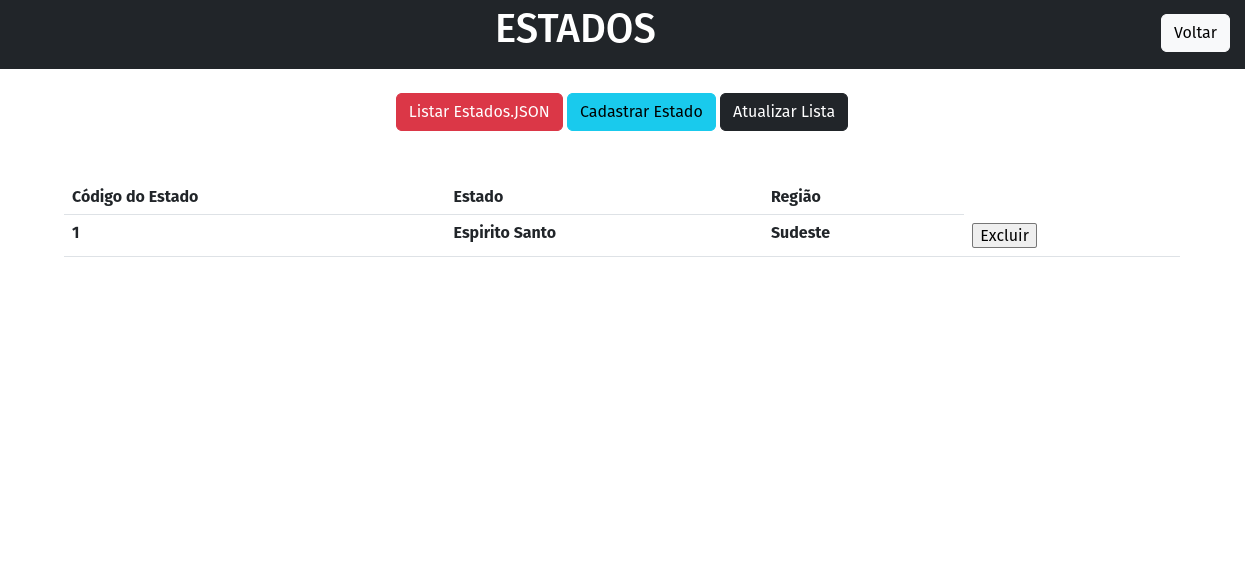 ESTADOS
Voltar
Listar Estados.JSON Cadastrar Estado Atualizar Lista
Código do Estado Estado Região
1 Espirito Santo Sudeste Excluir